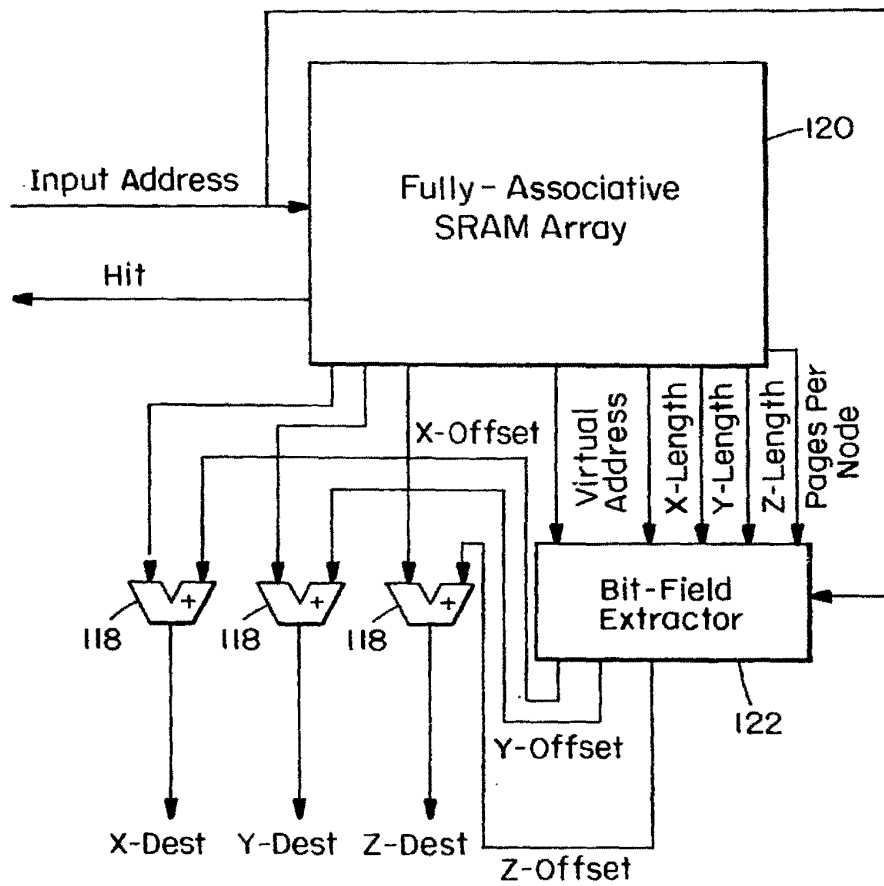 120
Input Address
Fully-Associative
SRAM Array
Hit
X-Offset
Virtual
Address
X-Length
Y-Length
Z-Length
Pages Per
Node
+
+
+
118
118
118
Bit-Field
Extractor
122
Y-Offset
X-Dest
Y-Dest
Z-Dest
Z-Offset